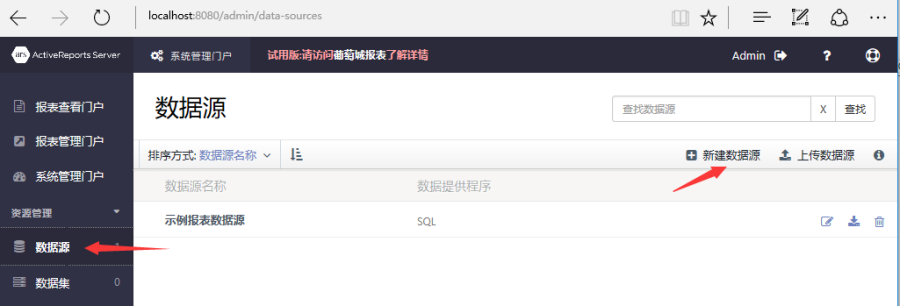 localhost:8080/admin/data-sources
ars ActiveReports Server
系统管理门户
试用版:请访问葡萄城报表了解详情
Admin
?
报表查看门户
报表管理门户
系统管理门户
资源管理
数据源
数据集 0
数据源
查找数据源 X 查找
排序方式: 数据源名称
新建数据源 上传数据源
数据源名称 数据提供程序
示例报表数据源 SQL